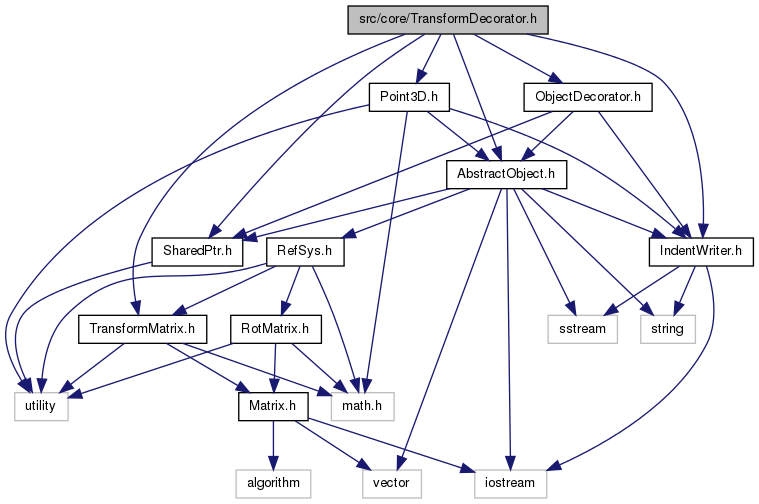 src/core/TransformDecorator.h
Point3D.h
ObjectDecorator.h
AbstractObject.h
SharedPtr.h
RefSys.h
IndentWriter.h
TransformMatrix.h
RotMatrix.h
sstream
string
utility
Matrix.h
math.h
algorithm
vector
iostream